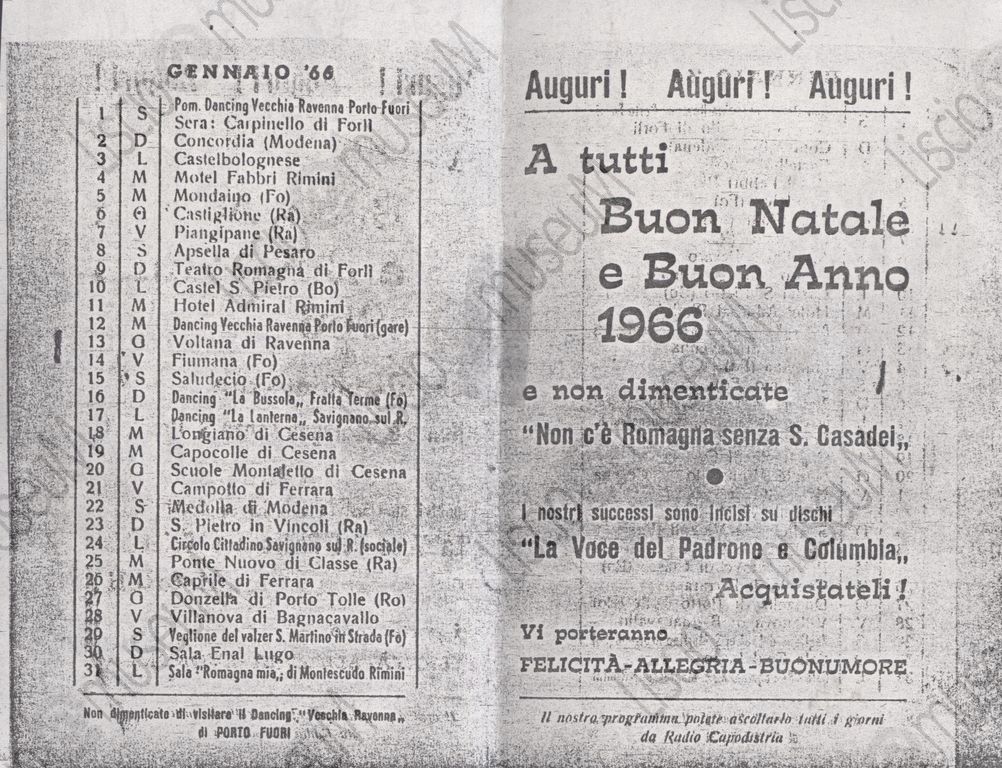 GENNAIO '66
1 S Pom. Dancing Vecchia Ravenna Porto Fuori
Sera: Carpinello di Forlì
2 D Concordia (Modena)
3 L Castelbolognese
4 M Motel Fabbri Rimini
5 M Mondaino (Fo)
6 G Castiglione (Ra)
7 V Piangipane (Ra)
8 S Apsella di Pesaro
9 D Teatro Romagna di Forlì
10 L Castel S. Pietro (Bo)
11 M Hotel Admiral Rimini
12 M Dancing Vecchia Ravenna Porto Fuori (gare)
13 G Voltana di Ravenna
14 V Fiumana (Fo)
15 S Saludecio (Fo)
16 D Dancing "La Bussola„ Fratta Terme (Fo)
17 L Dancing "La Lanterna„ Savignano sul R.
18 M Longiano di Cesena
19 M Capocolle di Cesena
20 G Scuole Montaletto di Cesena
21 V Campotto di Ferrara
22 S Medolla di Modena
23 D S. Pietro in Vincoli (Ra)
24 L Circolo Cittadino Savignano sul R. (sociale)
25 M Ponte Nuovo di Classe (Ra)
26 M Caprile di Ferrara
27 G Donzella di Porto Tolle (Ro)
28 V Villanova di Bagnacavallo
29 S Veglione del valzer S. Martino in Strada (Fo)
30 D Sala Enal Lugo
31 L Sala "Romagna mia„ di Montescudo Rimini
Non dimenticate di visitare il Dancing "Vecchia Ravenna„
di PORTO FUORI
Auguri! Auguri! Auguri!
A tutti
Buon Natale
e Buon Anno
1966
e non dimenticate
"Non c'è Romagna senza S. Casadei„
I nostri successi sono incisi su dischi
"La Voce del Padrone e Columbia„
Acquistateli!
Vi porteranno
FELICITÀ-ALLEGRIA-BUONUMORE
Il nostro programma potete ascoltarlo tutti i giorni
da Radio Capodistria